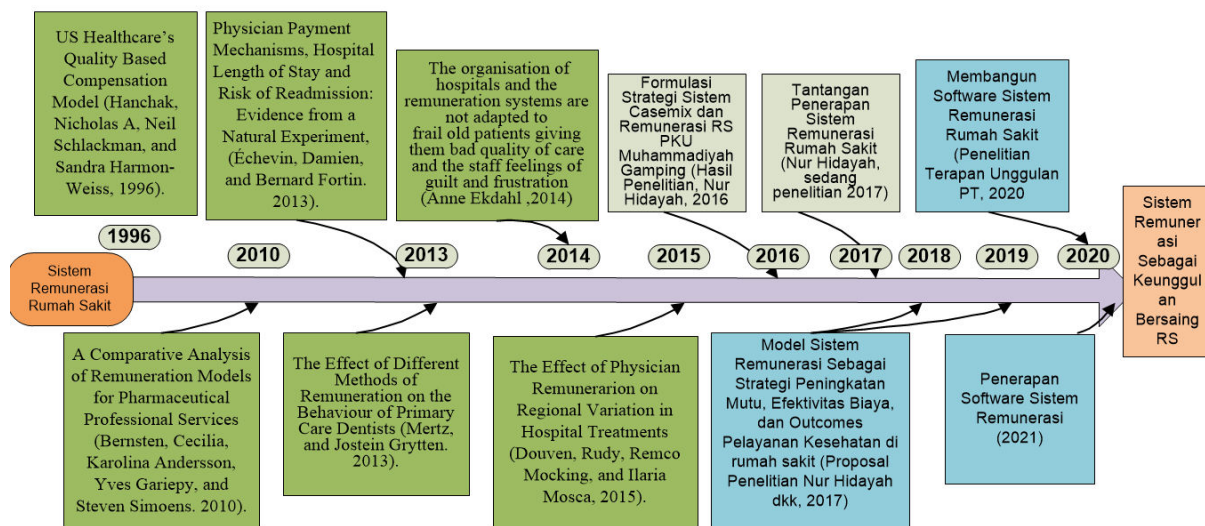 US Healthcare's
Quality Based
Compensation
Model (Hanchak,
Nicholas A, Neil
Schlackman, and
Sandra Harmon-
Weiss, 1996).
Physician Payment
Mechanisms, Hospital
Length of Stay and
Risk of Readmission:
Evidence from a
Natural Experiment,
(Échevin, Damien,
and Bernard Fortin.
2013).
The organisation of
hospitals and the
remuneration systems are
not adapted to
frail old patients giving
them bad quality of care
and the staff feelings of
guilt and frustration
(Anne Ekdahl ,2014)
Formulasi
Strategi Sistem
Casemix dan
Remunerasi RS
PKU
Muhammadiyah
Gamping (Hasil
Penelitian, Nur
Hidayah, 2016
Tantangan
Penerapan
Sistem
Remunerasi
Rumah Sakit
(Nur Hidayah,
sedang
penelitian 2017)
Membangun
Software Sistem
Remunerasi
Rumah Sakit
(Penelitian
Terapan Unggulan
PT, 2020
1996
2010
2013
2014
2015
2016
2017
2018
2019
2020
Sistem
Remunerasi
Rumah Sakit
Sistem
Remuner
asi
Sebagai
Keunggul
an
Bersaing
RS
A Comparative Analysis
of Remuneration Models
for Pharmaceutical
Professional Services
(Bernsten, Cecilia,
Karolina Andersson,
Yves Gariepy, and
Steven Simoens. 2010).
The Effect of Different
Methods of
Remuneration on the
Behaviour of Primary
Care Dentists (Mertz,
and Jostein Grytten.
2013).
The Effect of Physician
Remunerarion on
Regional Variation in
Hospital Treatments
(Douven, Rudy, Remco
Mocking, and Ilaria
Mosca, 2015).
Model Sistem
Remunerasi Sebagai
Strategi Peningkatan
Mutu, Efektivitas Biaya,
dan Outcomes
Pelayanan Kesehatan di
rumah sakit (Proposal
Penelitian Nur Hidayah
dkk, 2017)
Penerapan
Software Sistem
Remunerasi
(2021)